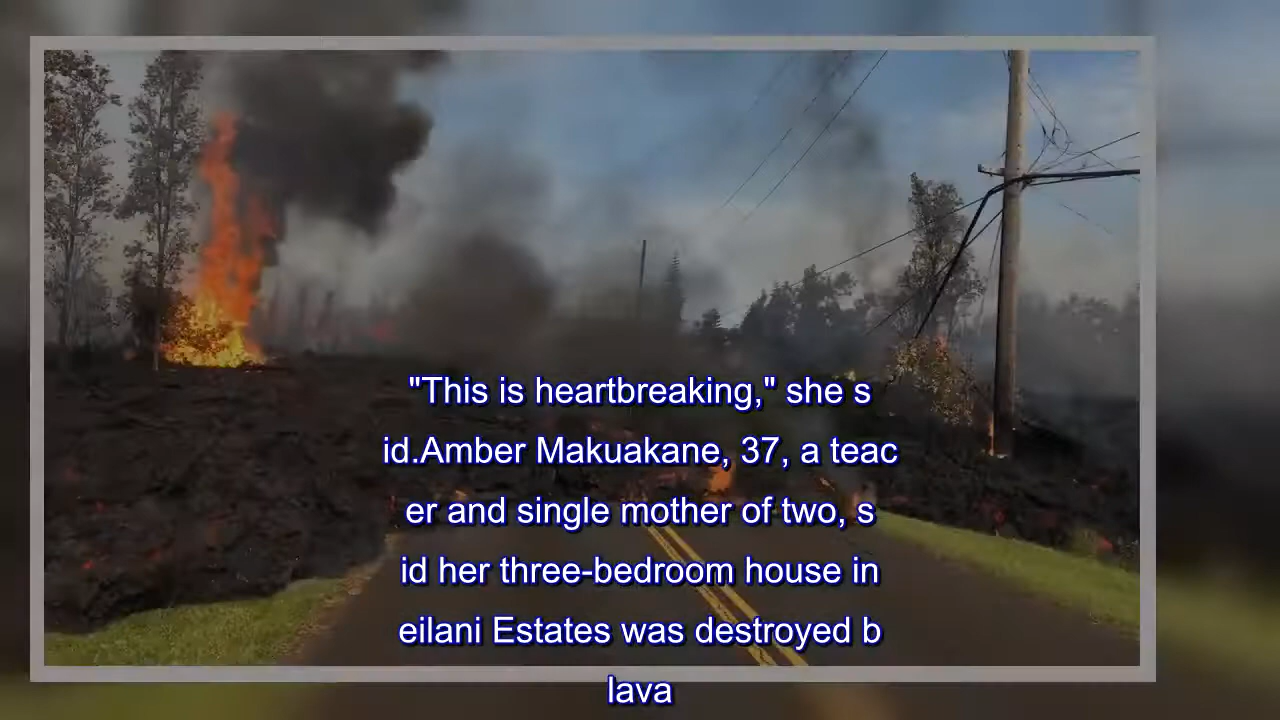 "This is heartbreaking," she s
id.Amber Makuakane, 37, a teac
er and single mother of two, s
id her three-bedroom house in
eilani Estates was destroyed b
lava